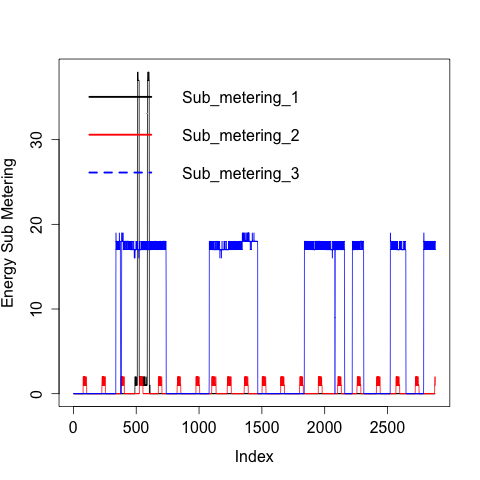 Sub_metering_1
Sub_metering_2
Sub_metering_3
Energy Sub Metering
30
20
10
0
0 500 1000 1500 2000 2500
Index